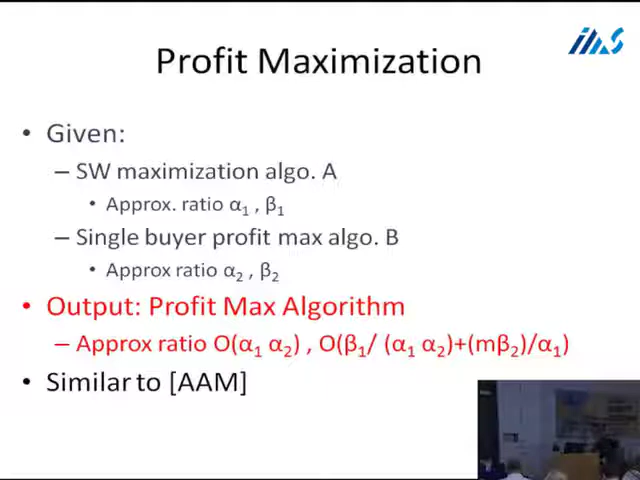 ims
Profit Maximization
• Given:
– SW maximization algo. A
• Approx. ratio α₁ , β₁
– Single buyer profit max algo. B
• Approx ratio α₂ , β₂
• Output: Profit Max Algorithm
– Approx ratio O(α₁ α₂) , O(β₁/ (α₁ α₂)+(mβ₂)/α₁)
• Similar to [AAM]